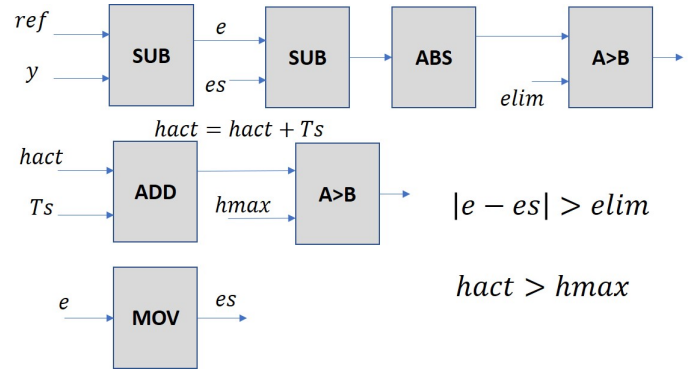 ref
e
y
SUB
es
SUB
ABS
A>B
elim
hact = hact + Ts
hact
Ts
ADD
hmax
A>B
|e − es| > elim
hact > hmax
e
MOV
es